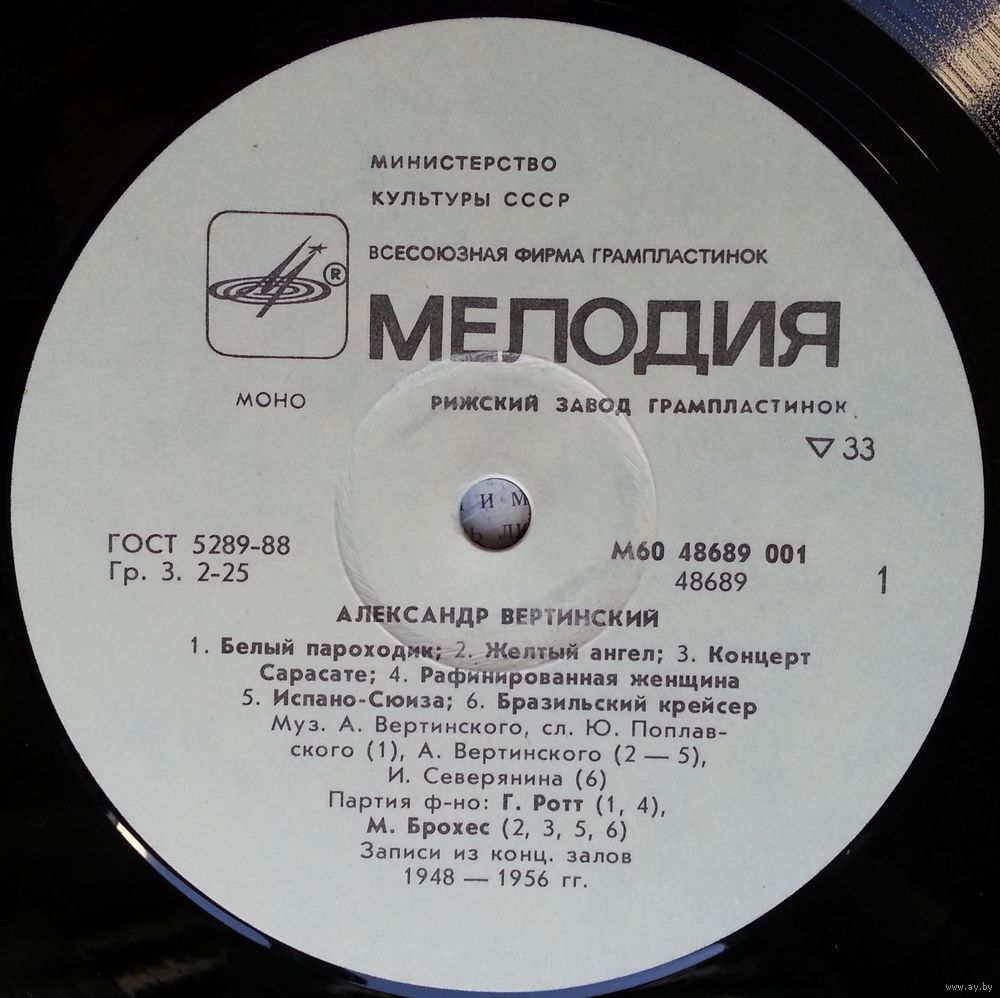 МИНИСТЕРСТВО
КУЛЬТУРЫ СССР
ВСЕСОЮЗНАЯ ФИРМА ГРАМПЛАСТИНОК
®
МЕЛОДИЯ
МОНО
РИЖСКИЙ ЗАВОД ГРАМПЛАСТИНОК
▽ 33
ГОСТ 5289-88
Гр. 3. 2-25
М60 48689 001
48689
1
АЛЕКСАНДР ВЕРТИНСКИЙ
1. Белый пароходик; 2. Желтый ангел; 3. Концерт
Сарасате; 4. Рафинированная женщина
5. Испано-Сюиза; 6. Бразильский крейсер
Муз. А. Вертинского, сл. Ю. Поплав-
ского (1), А. Вертинского (2 — 5),
И. Северянина (6)
Партия ф-но: Г. Ротт (1, 4),
М. Брохес (2, 3, 5, 6)
Записи из конц. залов
1948 — 1956 гг.
www.ay.by